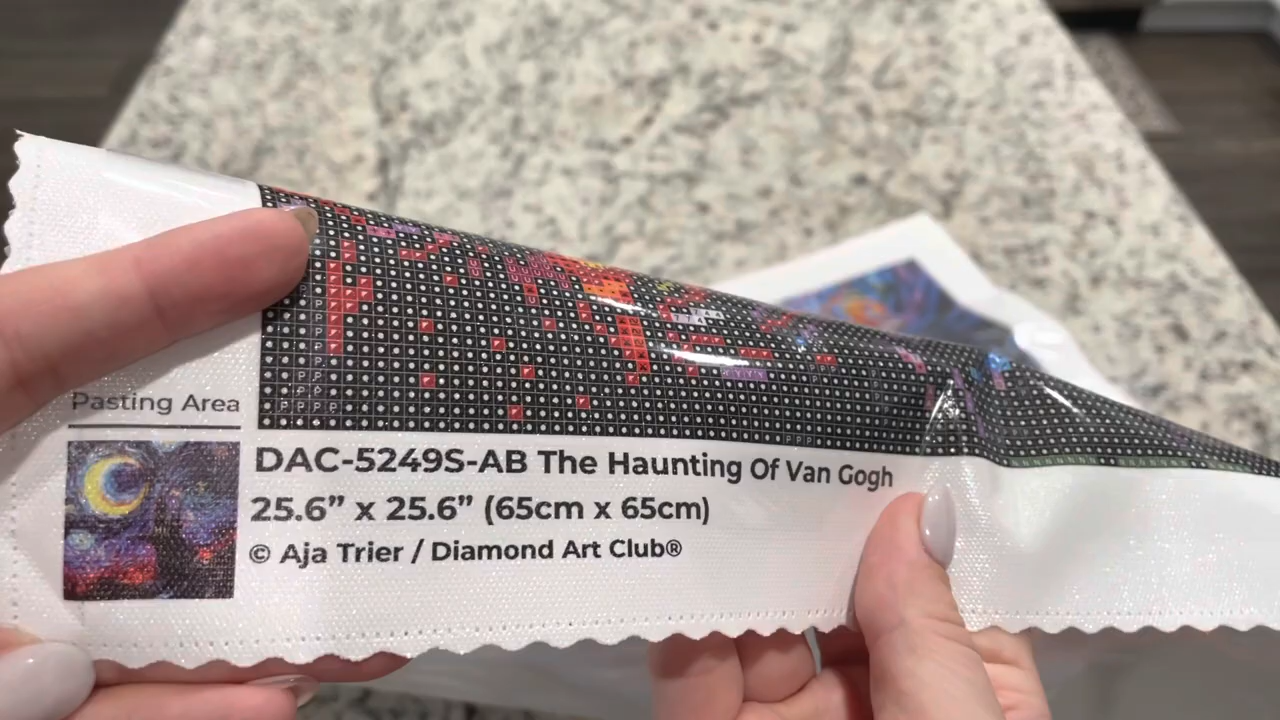 Pasting Area
DAC-5249S-AB The Haunting Of Van Gogh
25.6” x 25.6” (65cm x 65cm)
© Aja Trier / Diamond Art Club®